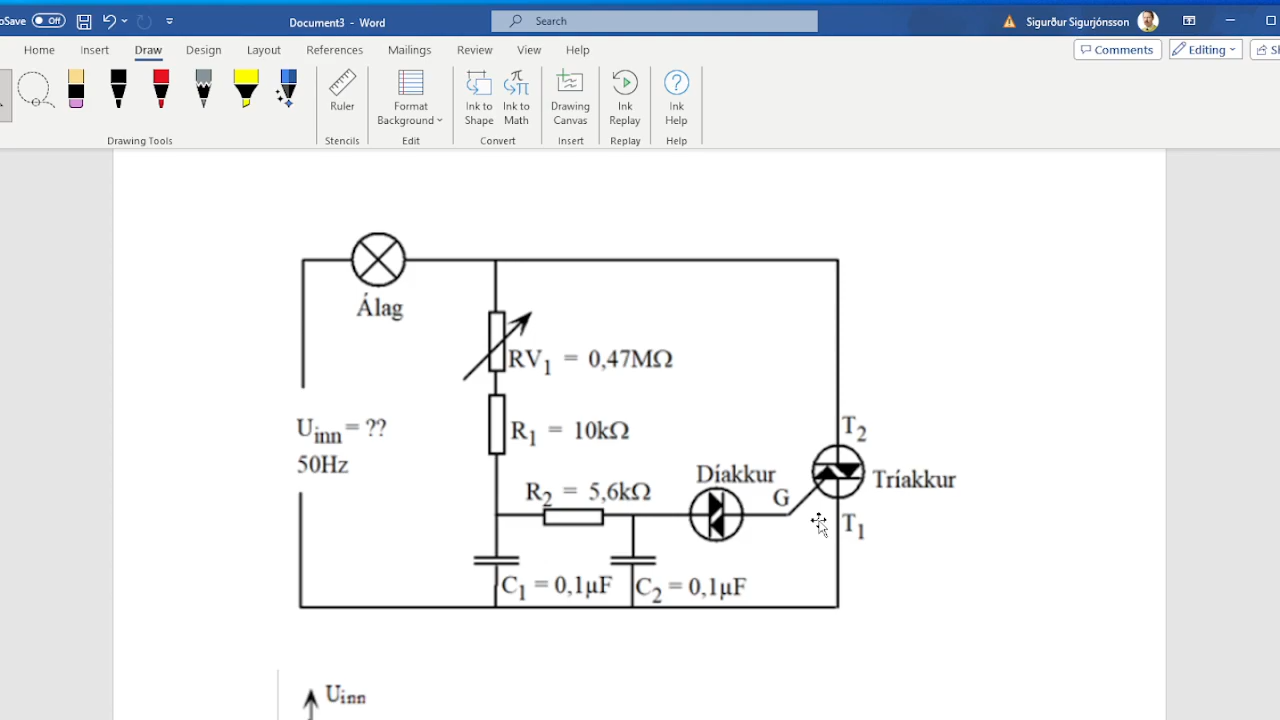 oSave Off
Document3 - Word
Search
Sigurður Sigurjónsson
Home Insert Draw Design Layout References Mailings Review View Help
Comments Editing
Ruler
Format Background
Ink to Shape
Ink to Math
Drawing Canvas
Ink Replay
Ink Help
Drawing Tools Stencils Edit Convert Insert Replay Help
Álag
RV1 = 0,47MΩ
Uinn = ??
50Hz
R1 = 10kΩ
T2
Díakkur
Tríakkur
R2 = 5,6kΩ
G
T1
C1 = 0,1µF
C2 = 0,1µF
Uinn